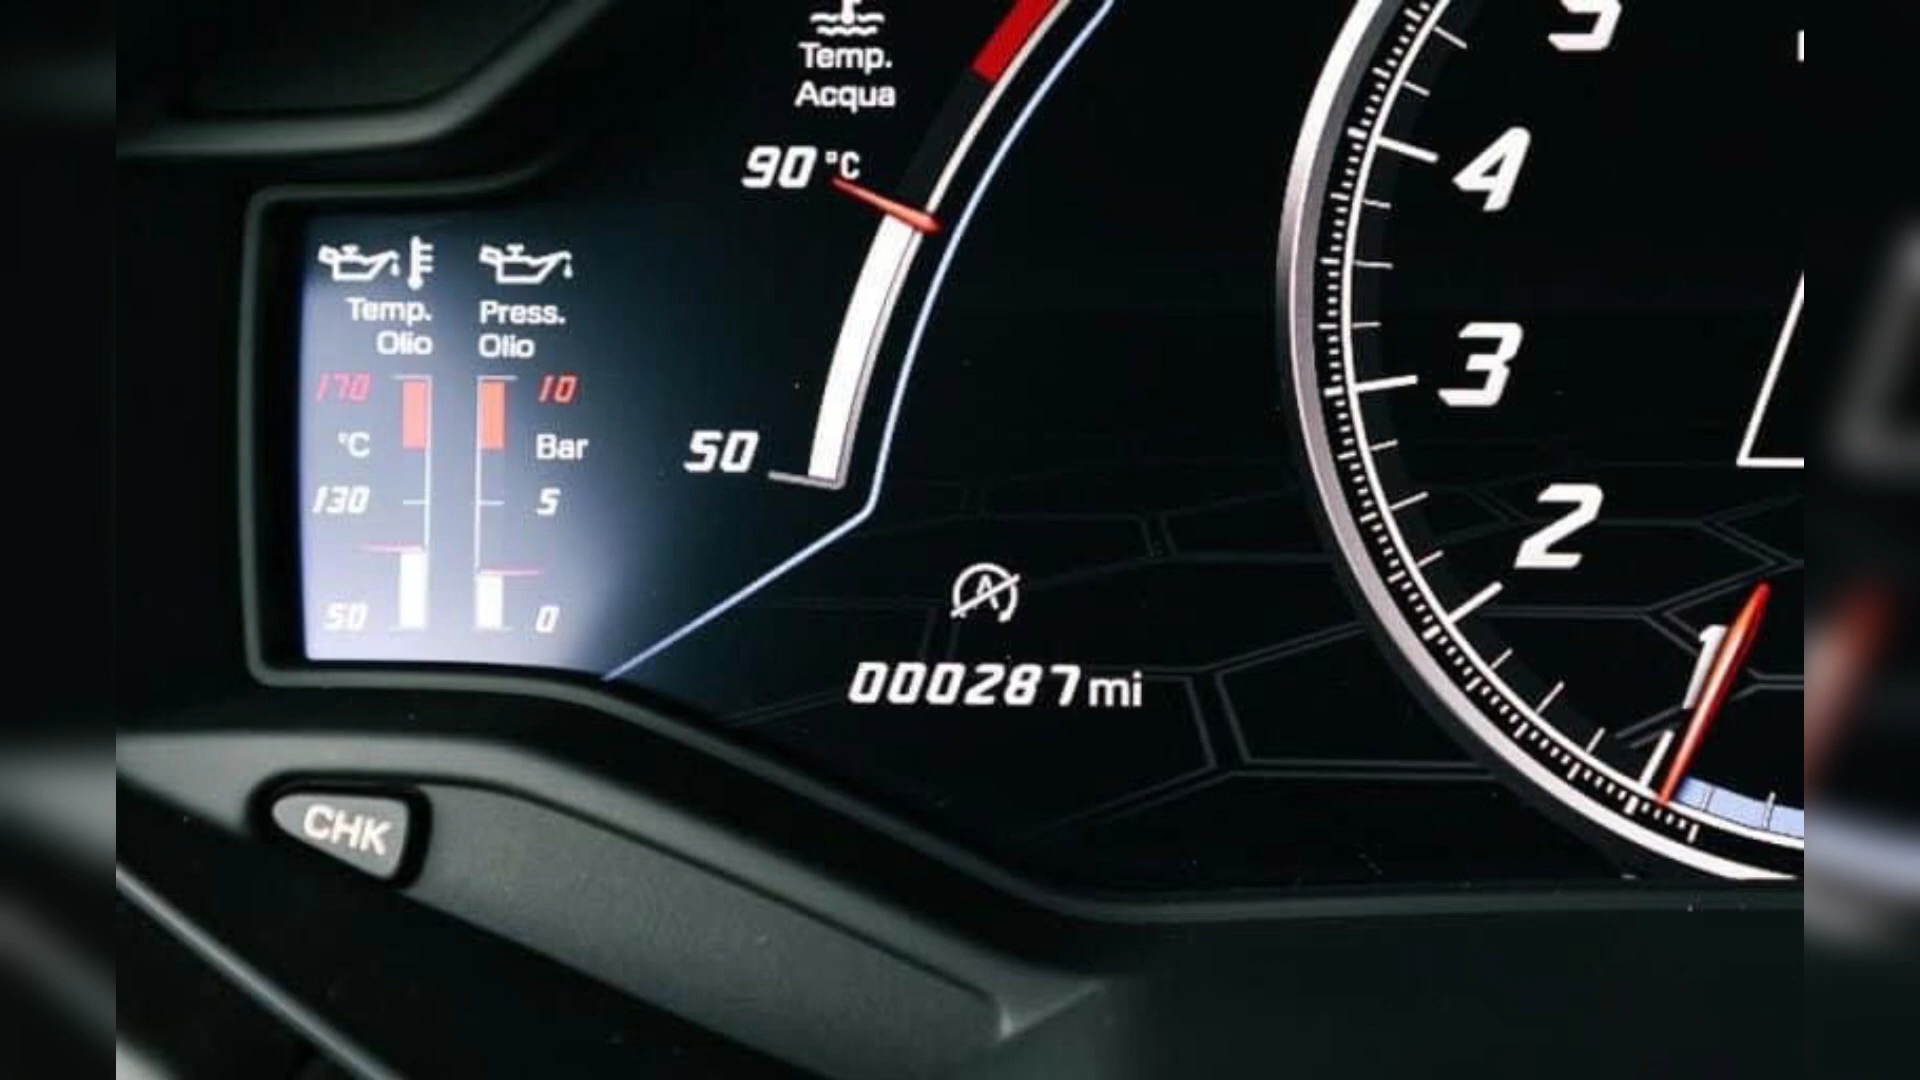 Temp.
Acqua
90 °C
50
Temp.
Olio
170
°C
130
50
Press.
Olio
10
Bar
5
0
A
000287 mi
5
4
3
2
1
CHK